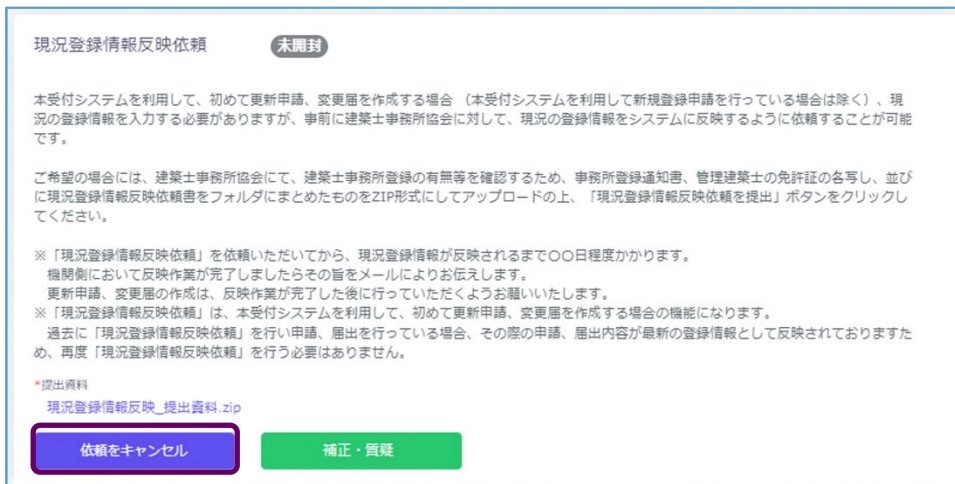 現況登録情報反映依頼 未開封
本受付システムを利用して、初めて更新申請、変更届を作成する場合 （本受付システムを利用して新規登録申請を行っている場合は除く）、現
況の登録情報を入力する必要がありますが、事前に建築士事務所協会に対して、現況の登録情報をシステムに反映するように依頼することが可能
です。
ご希望の場合には、建築士事務所協会にて、建築士事務所登録の有無等を確認するため、事務所登録通知書、管理建築士の免許証の各写し、並び
に現況登録情報反映依頼書をフォルダにまとめたものをZIP形式にしてアップロードの上、「現況登録情報反映依頼を提出」ボタンをクリックし
てください。
※「現況登録情報反映依頼」を依頼いただいてから、現況登録情報が反映されるまで〇〇日程度かかります。
機関側において反映作業が完了しましたらその旨をメールによりお伝えします。
更新申請、変更届の作成は、反映作業が完了した後に行っていただくようお願いいたします。
※「現況登録情報反映依頼」は、本受付システムを利用して、初めて更新申請、変更届を作成する場合の機能になります。
過去に「現況登録情報反映依頼」を行い申請、届出を行っている場合、その際の申請、届出内容が最新の登録情報として反映されておりますた
め、再度「現況登録情報反映依頼」を行う必要はありません。
*提出資料
現況登録情報反映_提出資料.zip
依頼をキャンセル 補正・質疑